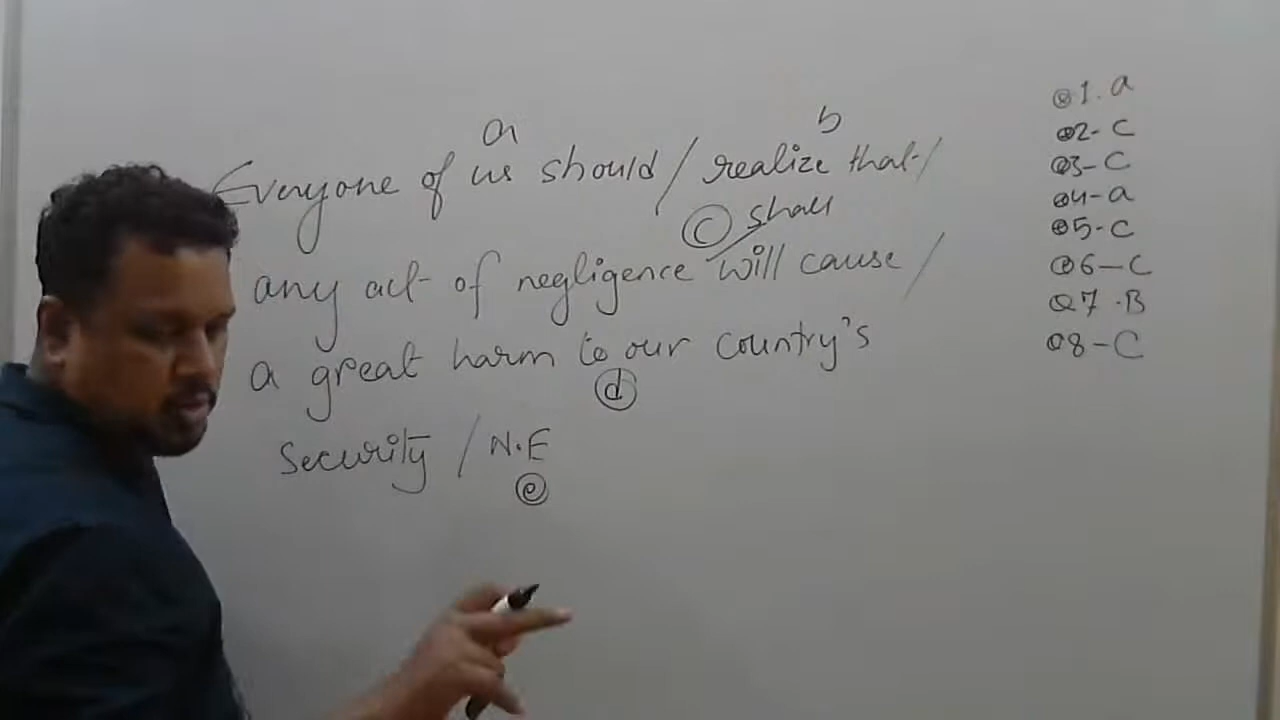 a
b
Everyone of us should / realize that /
c shall
any act of negligence will cause /
a great harm to our country's
d
Security / N.E
e
Q1. a
Q2- C
Q3- C
Q4-a
Q5-C
Q6-C
Q7.B
Q8-C